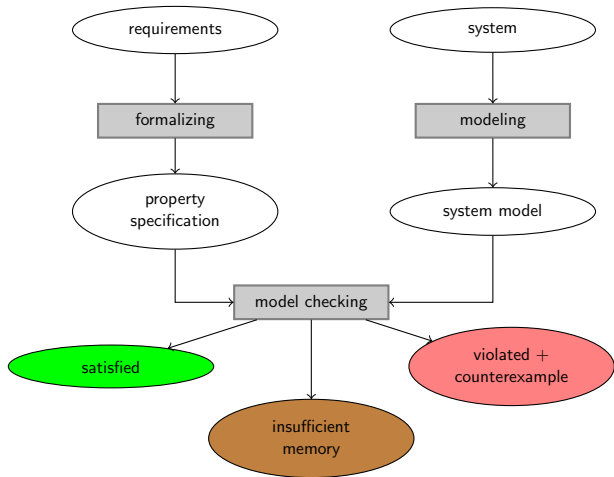 requirements
system
formalizing
modeling
property
specification
system model
model checking
satisfied
violated +
counterexample
insufficient
memory